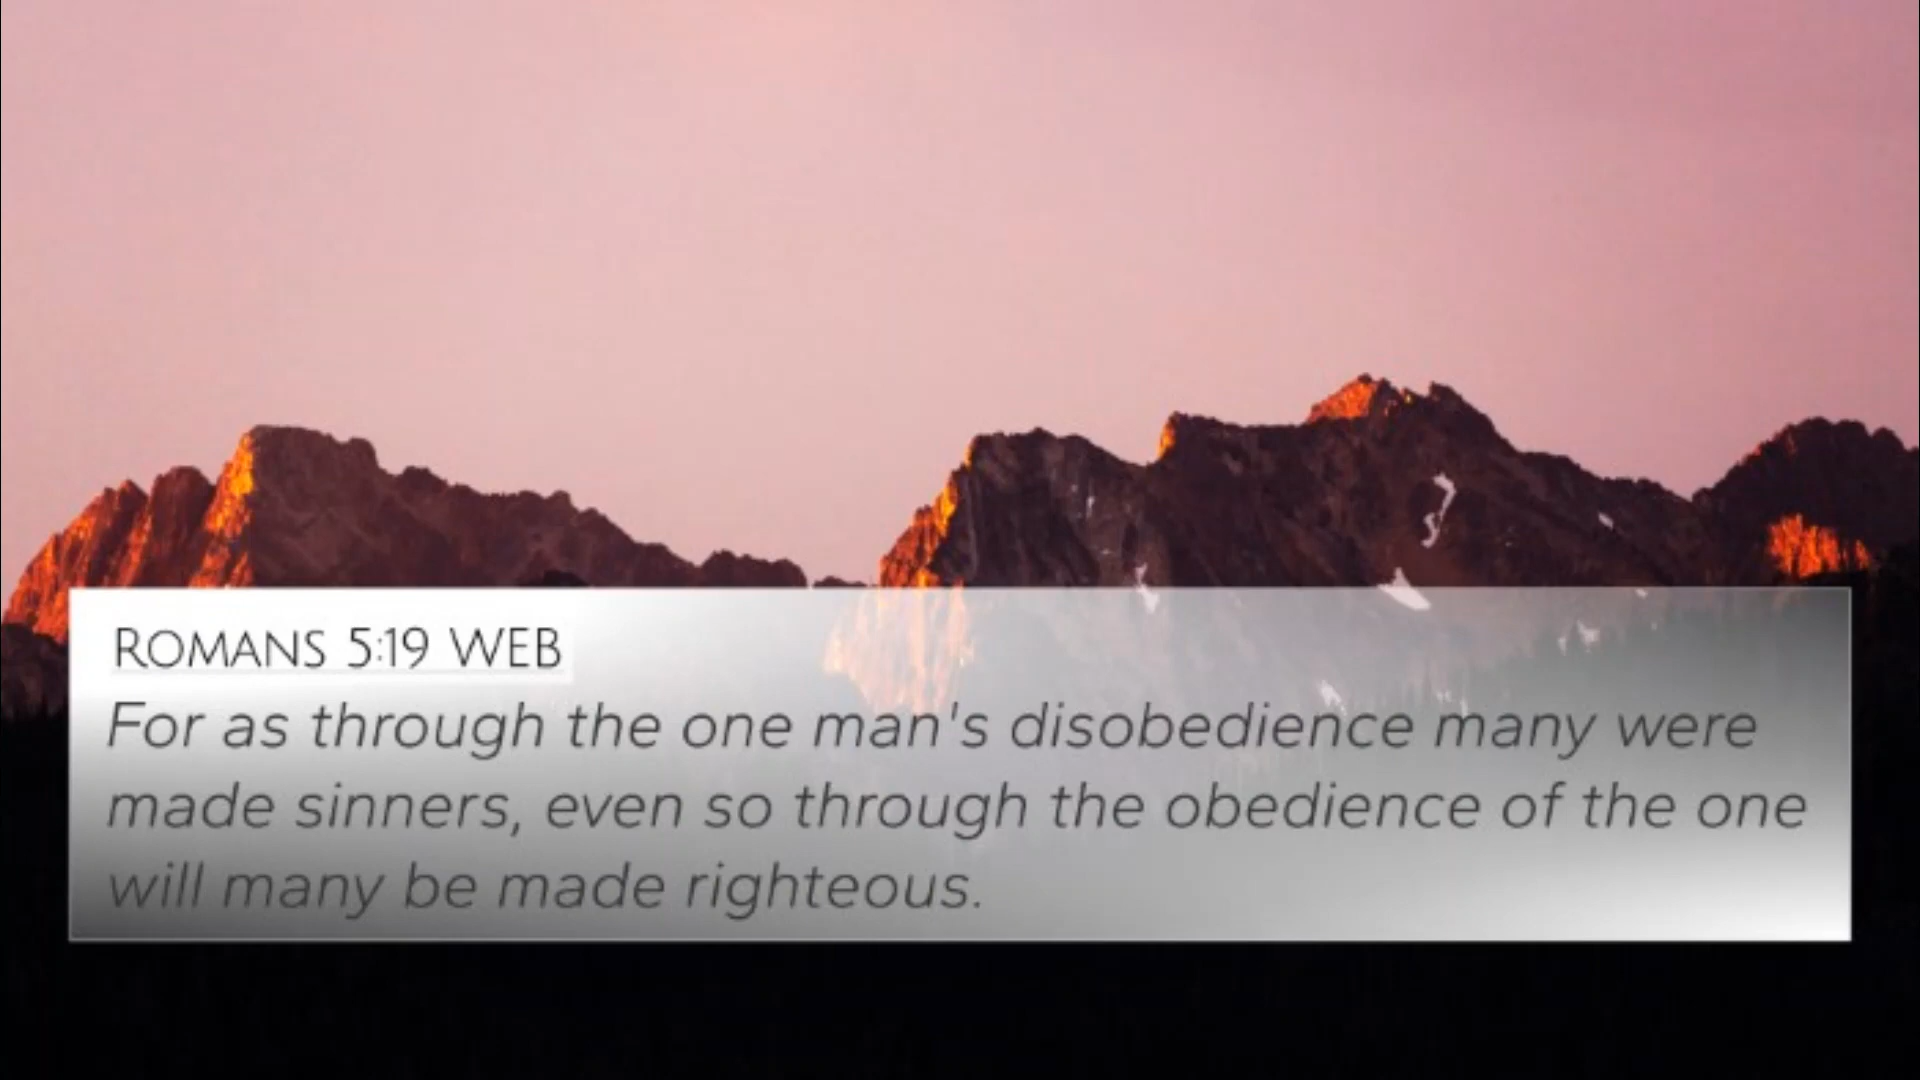 Romans 5:19 WEB
For as through the one man's disobedience many were
made sinners, even so through the obedience of the one
will many be made righteous.